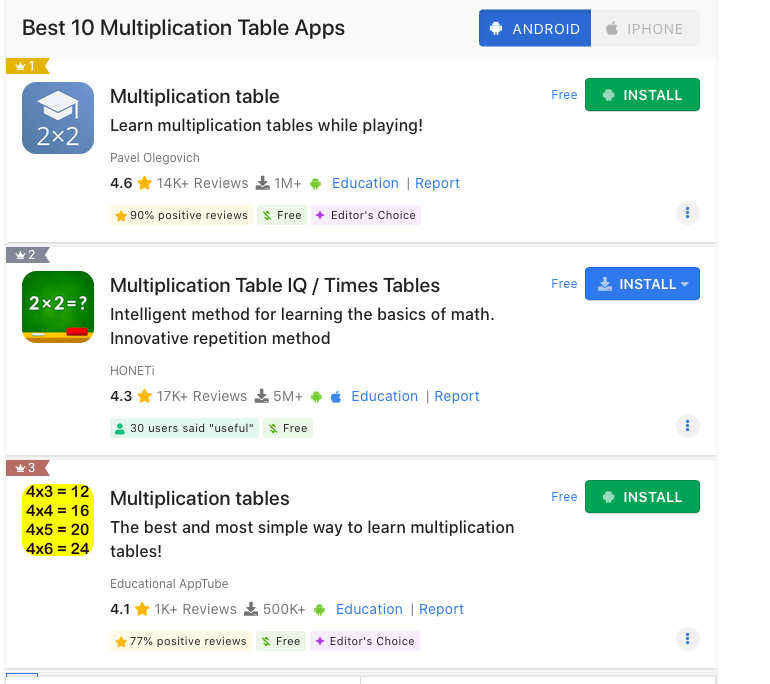 Best 10 Multiplication Table Apps
ANDROID
IPHONE
1
2×2
Multiplication table
Free
INSTALL
Learn multiplication tables while playing!
Pavel Olegovich
4.6 14K+ Reviews 1M+ Education | Report
90% positive reviews Free Editor's Choice
2
2×2=?
Multiplication Table IQ / Times Tables
Free
INSTALL
Intelligent method for learning the basics of math.
Innovative repetition method
HONETi
4.3 17K+ Reviews 5M+ Education | Report
30 users said "useful" Free
3
4x3 = 12
4x4 = 16
4x5 = 20
4x6 = 24
Multiplication tables
Free
INSTALL
The best and most simple way to learn multiplication
tables!
Educational AppTube
4.1 1K+ Reviews 500K+ Education | Report
77% positive reviews Free Editor's Choice